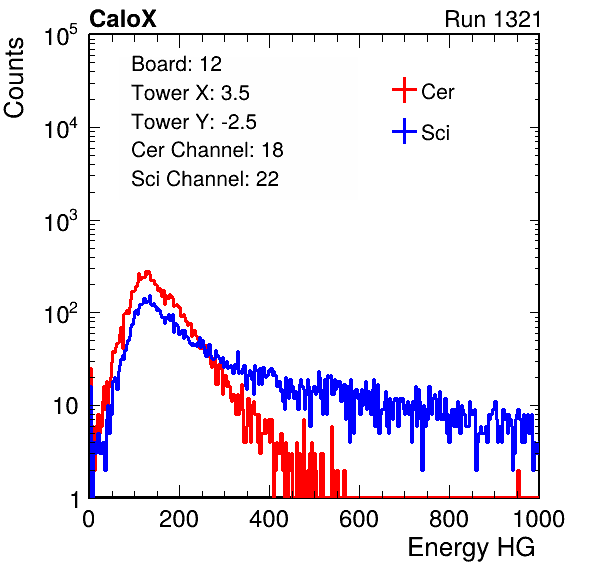 CaloX Run 1321
Counts
Board: 12
Tower X: 3.5
Tower Y: -2.5
Cer Channel: 18
Sci Channel: 22
Cer
Sci
10^5
10^4
10^3
10^2
10
1
0 200 400 600 800 1000
Energy HG